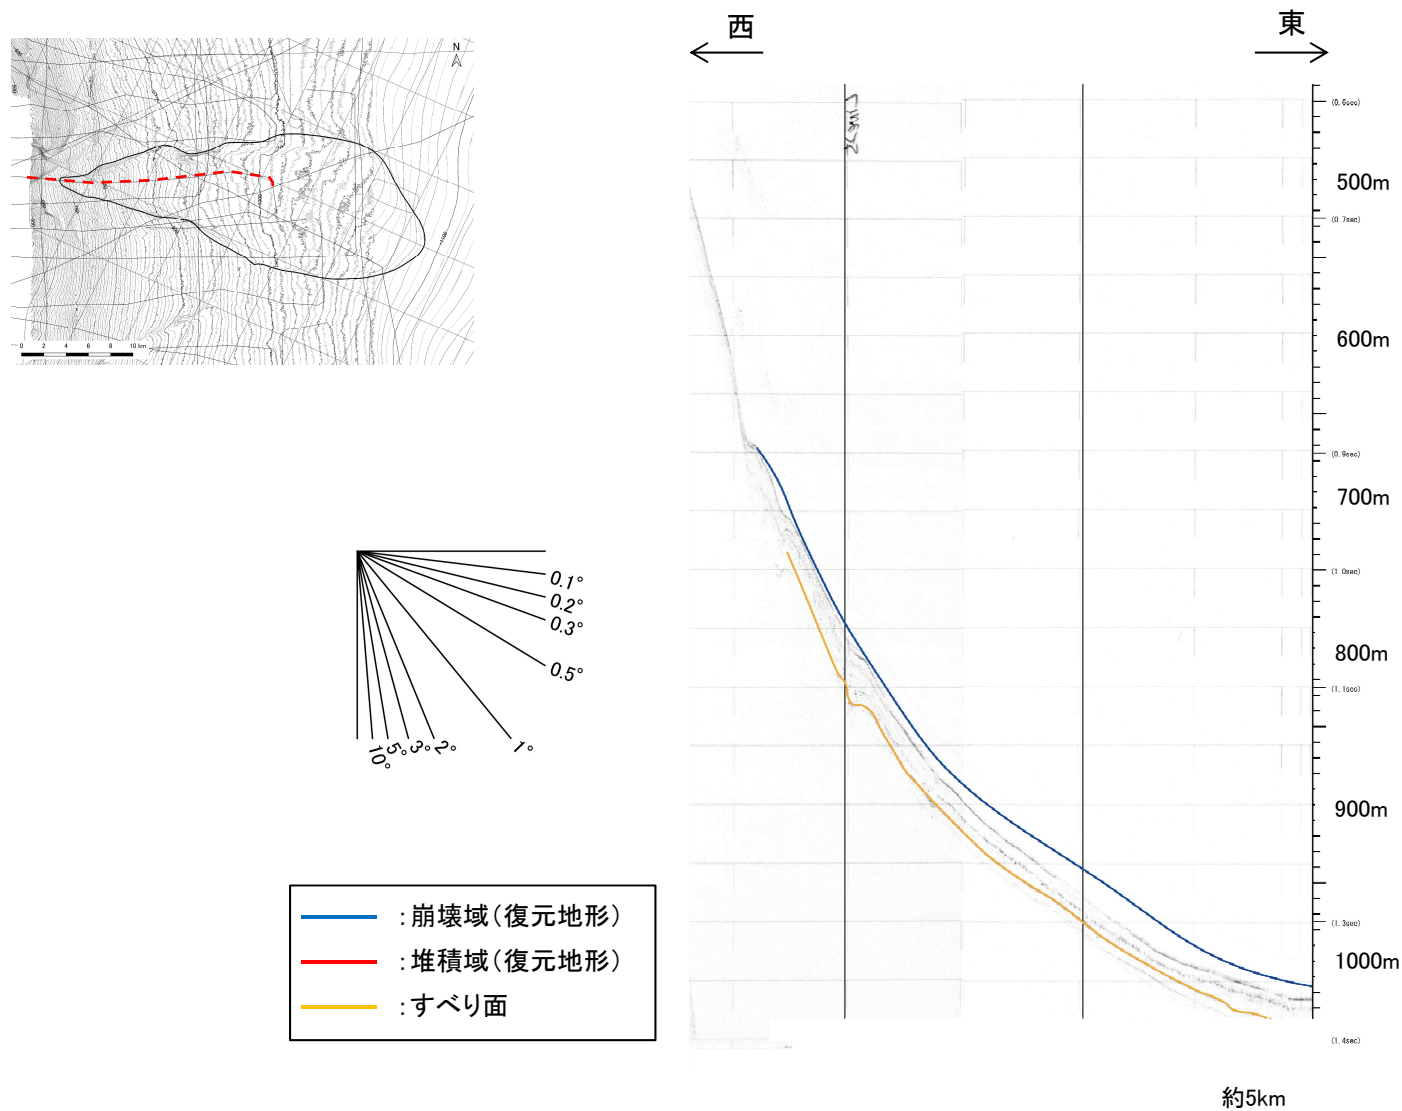 西
東
N
0 2 4 6 8 10 km
(0.6sec)
500m
(0.7sec)
600m
(0.9sec)
700m
(1.0sec)
800m
(1.1sec)
900m
(1.3sec)
1000m
(1.4sec)
0.1°
0.2°
0.3°
0.5°
1°
2°
3°
5°
10°
:崩壊域(復元地形)
:堆積域(復元地形)
:すべり面
約5km